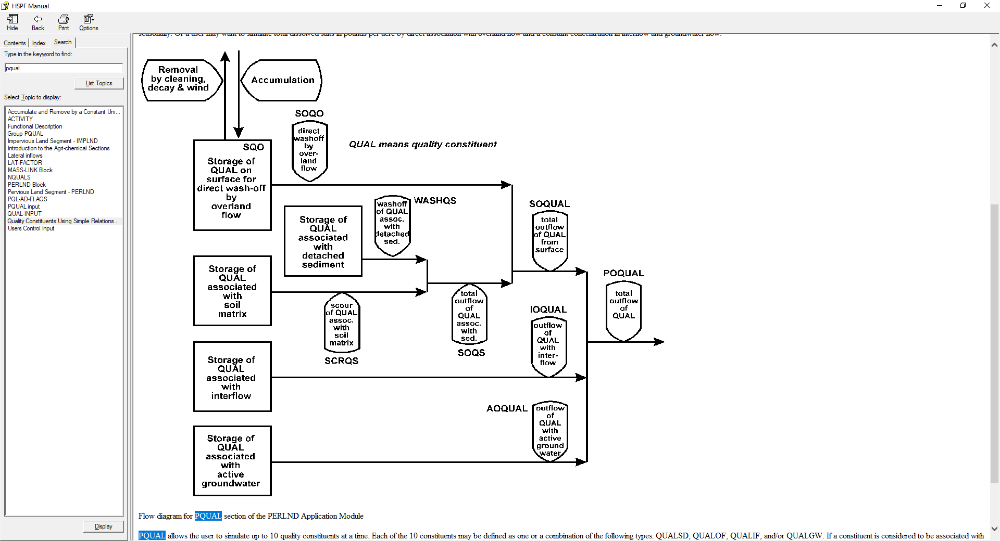 HSPF Manual
Hide
Back
Print
Options
Contents
Index
Search
Type in the keyword to find:
pqual
List Topics
Select Topic to display:
Accumulate and Remove by a Constant Uni...
ACTIVITY
Functional Description
Group PQUAL
Impervious Land Segment - IMPLND
Introduction to the Agri-chemical Sections
Lateral inflows
LAT-FACTOR
MASS-LINK Block
NQUALS
PERLND Block
Pervious Land Segment - PERLND
PQL-AD-FLAGS
PQUAL input
QUAL-INPUT
Quality Constituents Using Simple Relations...
Users Control Input
Display
seasonally. Or a user may want to simulate total dissolved salts in pounds per acre by direct association with overland flow and a constant concentration in interflow and groundwater flow.
Removal
by cleaning,
decay & wind
Accumulation
SOQO
direct
washoff
by
over-
land
flow
QUAL means quality constituent
SQO
Storage of
QUAL on
surface for
direct wash-off
by
overland
flow
WASHQS
washoff
of QUAL
assoc.
with
detached
sed.
Storage of
QUAL
associated
with
detached
sediment
SOQUAL
total
outflow
of QUAL
from
surface
Storage of
QUAL
associated
with
soil
matrix
POQUAL
total
outflow
of
QUAL
scour
of QUAL
assoc.
with
soil
matrix
SCRQS
total
outflow
of
QUAL
assoc.
with
sed.
SOQS
IOQUAL
outflow
of
QUAL
with
inter-
flow
Storage of
QUAL
associated
with
interflow
AOQUAL
outflow
of
QUAL
with
active
ground
water
Storage of
QUAL
associated
with
active
groundwater
Flow diagram for PQUAL section of the PERLND Application Module
PQUAL allows the user to simulate up to 10 quality constituents at a time. Each of the 10 constituents may be defined as one or a combination of the following types: QUALSD, QUALOF, QUALIF, and/or QUALGW. If a constituent is considered to be associated with